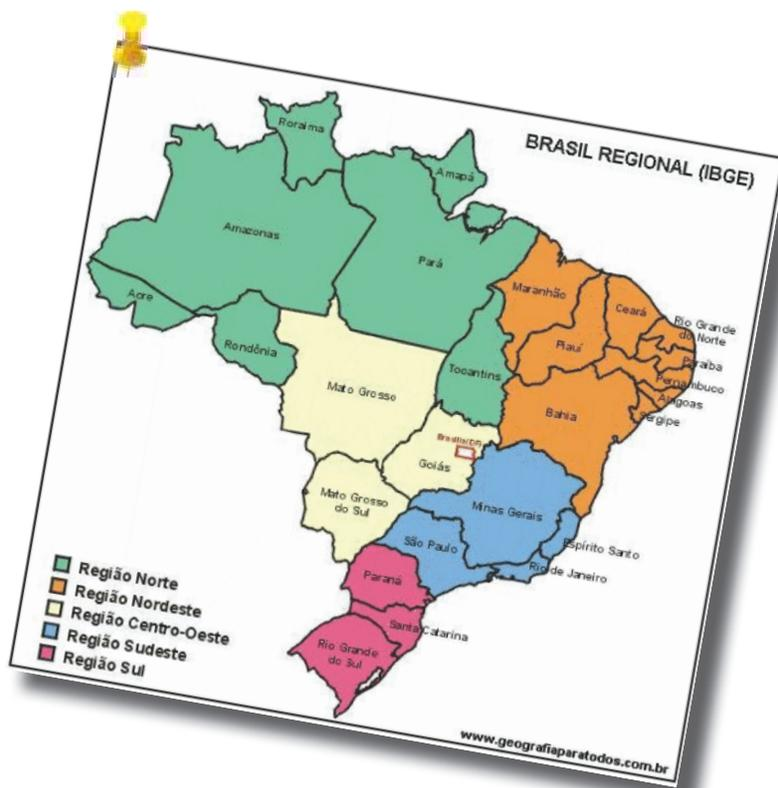 BRASIL REGIONAL (IBGE)
Roraima
Amapá
Amazonas
Pará
Acre
Rondônia
Tocantins
Maranhão
Ceará
Rio Grande
do Norte
Piauí
Paraíba
Pernambuco
Alagoas
Sergipe
Bahia
Mato Grosso
Brasília(DF)
Goiás
Mato Grosso
do Sul
Minas Gerais
Espírito Santo
São Paulo
Rio de Janeiro
Paraná
Santa Catarina
Rio Grande
do Sul
Região Norte
Região Nordeste
Região Centro-Oeste
Região Sudeste
Região Sul
www.geografiaparatodos.com.br